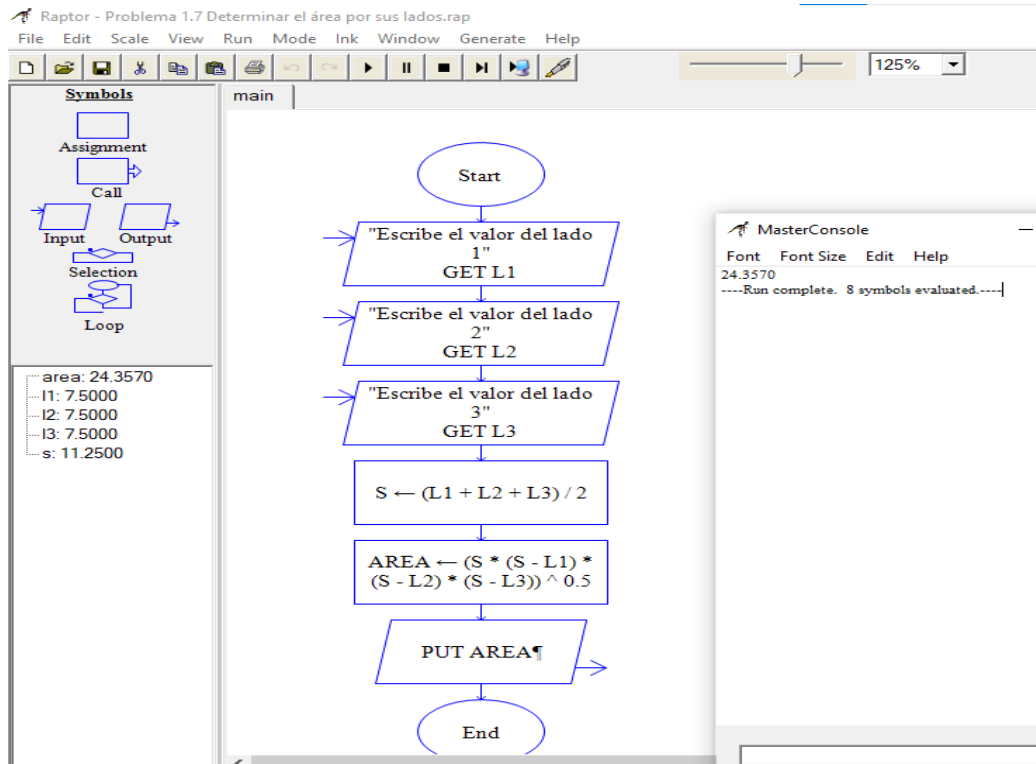 Raptor - Problema 1.7 Determinar el área por sus lados.rap
File Edit Scale View Run Mode Ink Window Generate Help
125%
Symbols
Assignment
Call
Input Output
Selection
Loop
area: 24.3570
l1: 7.5000
l2: 7.5000
l3: 7.5000
s: 11.2500
main
Start
"Escribe el valor del lado
1"
GET L1
"Escribe el valor del lado
2"
GET L2
"Escribe el valor del lado
3"
GET L3
S ← (L1 + L2 + L3) / 2
AREA ← (S * (S - L1) *
(S - L2) * (S - L3)) ^ 0.5
PUT AREA¶
End
MasterConsole
Font Font Size Edit Help
24.3570
----Run complete. 8 symbols evaluated.----